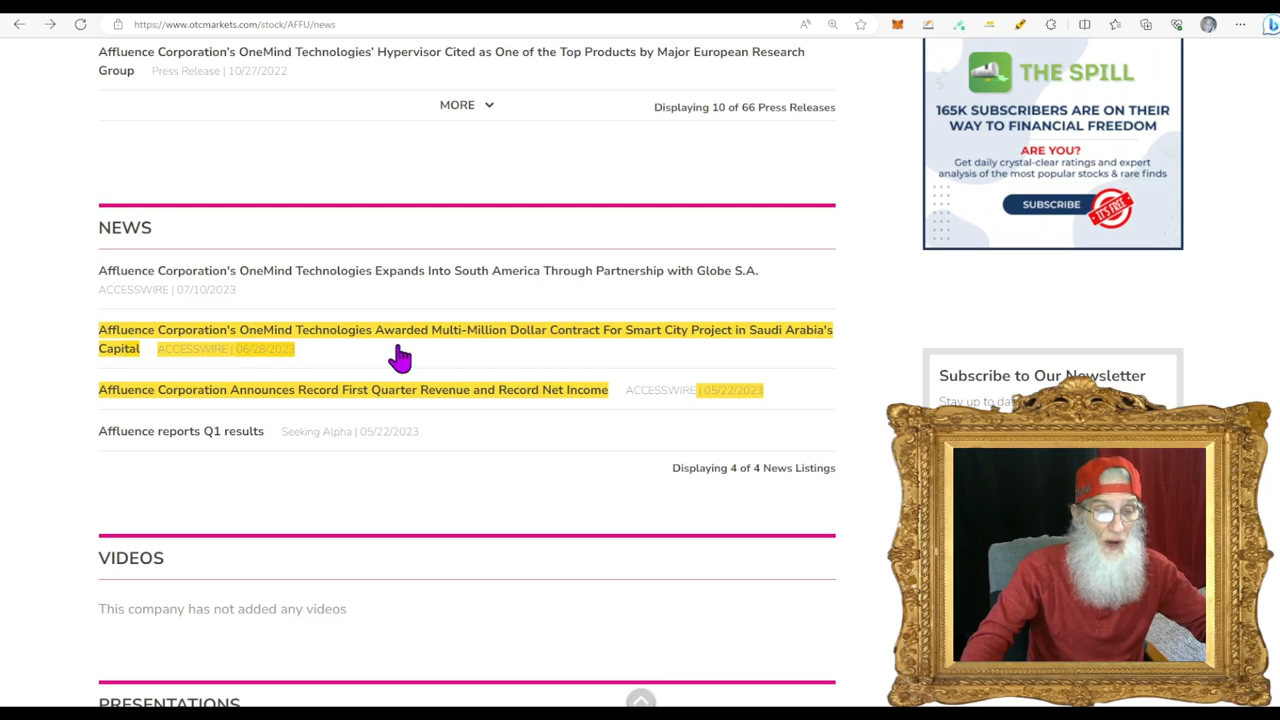 https://www.otcmarkets.com/stock/AFFU/news
Affluence Corporation's OneMind Technologies' Hypervisor Cited as One of the Top Products by Major European Research
Group Press Release | 10/27/2022
MORE
Displaying 10 of 66 Press Releases
NEWS
Affluence Corporation's OneMind Technologies Expands Into South America Through Partnership with Globe S.A.
ACCESSWIRE | 07/10/2023
Affluence Corporation's OneMind Technologies Awarded Multi-Million Dollar Contract For Smart City Project in Saudi Arabia's
Capital ACCESSWIRE | 06/28/2023
Affluence Corporation Announces Record First Quarter Revenue and Record Net Income ACCESSWIRE | 05/22/2023
Affluence reports Q1 results Seeking Alpha | 05/22/2023
Displaying 4 of 4 News Listings
VIDEOS
This company has not added any videos
PRESENTATIONS
THE SPILL
165K SUBSCRIBERS ARE ON THEIR
WAY TO FINANCIAL FREEDOM
ARE YOU?
Get daily crystal-clear ratings and expert
analysis of the most popular stocks & rare finds
SUBSCRIBE
IT'S FREE
Subscribe to Our Newsletter
Stay up to